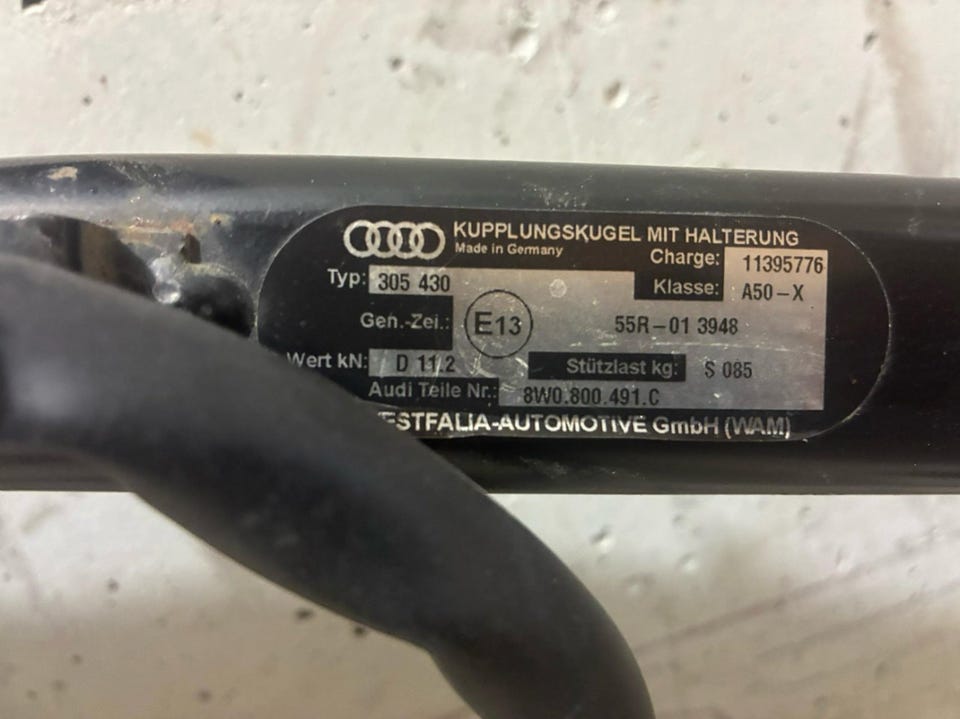 KUPPLUNGSKUGEL MIT HALTERUNG
Made in Germany
Charge: 11395776
Typ: 305 430
Klasse: A50-X
Gen.-Zei.: E13 55R-01 3948
Wert kN: D 11.2 Stützlast kg: S 085
Audi Teile Nr.: 8W0.800.491.C
ESTFALIA-AUTOMOTIVE GmbH (WAM)